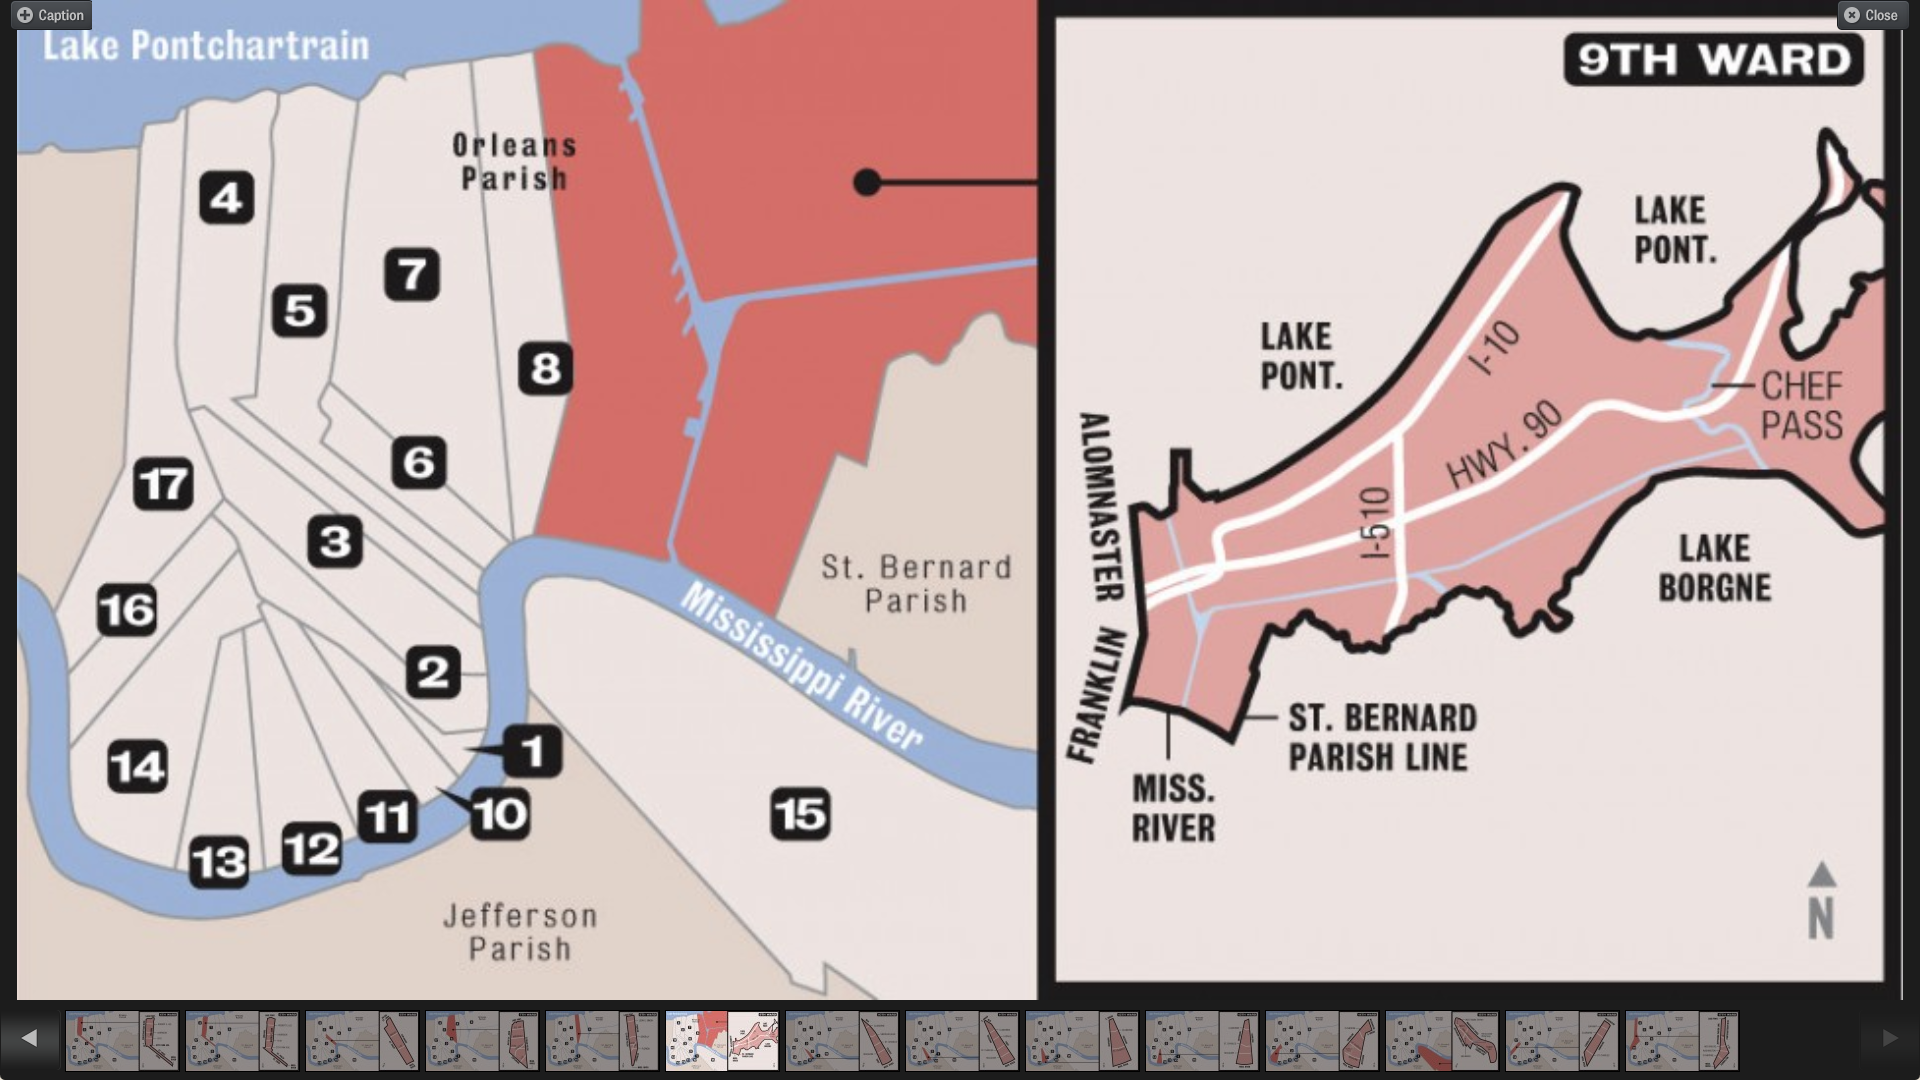 Caption
Close
Lake Pontchartrain
Orleans
Parish
4
5
7
8
6
17
3
16
2
14
1
10
11
12
13
15
St. Bernard
Parish
Mississippi River
Jefferson
Parish
9TH WARD
LAKE
PONT.
LAKE
PONT.
I-10
HWY. 90
I-510
CHEF
PASS
ALOMNASTER
FRANKLIN
LAKE
BORGNE
ST. BERNARD
PARISH LINE
MISS.
RIVER
N